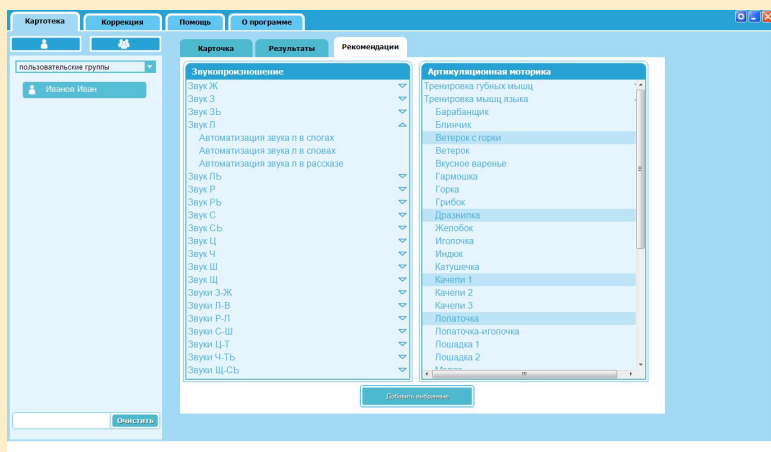 Картотека
Коррекция
Помощь
О программе
Карточка
Результаты
Рекомендации
пользовательские группы
Иванов Иван
Звукопроизношение
Звук Ж
Звук З
Звук ЗЬ
Звук Л
Автоматизация звука л в слогах
Автоматизация звука л в словах
Автоматизация звука л в рассказе
Звук ЛЬ
Звук Р
Звук РЬ
Звук С
Звук СЬ
Звук Ц
Звук Ч
Звук Ш
Звук Щ
Звуки З-Ж
Звуки Л-В
Звуки Р-Л
Звуки С-Ш
Звуки Ц-Т
Звуки Ч-ТЬ
Звуки Щ-СЬ
Артикуляционная моторика
Тренировка губных мышц
Тренировка мышц языка
Барабанщик
Блинчик
Ветерок с горки
Ветерок
Вкусное варенье
Гармошка
Горка
Грибок
Дразнилка
Желобок
Иголочка
Индюк
Катушечка
Качели 1
Качели 2
Качели 3
Лопаточка
Лопаточка-иголочка
Лошадка 1
Лошадка 2
Добавить выбранные
Очистить